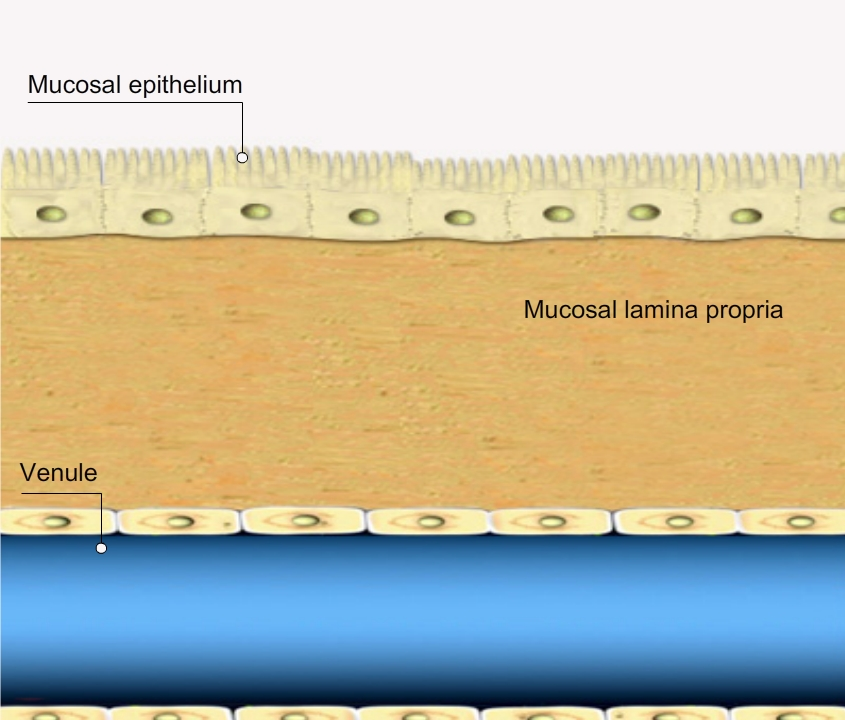 Mucosal epithelium
Mucosal lamina propria
Venule